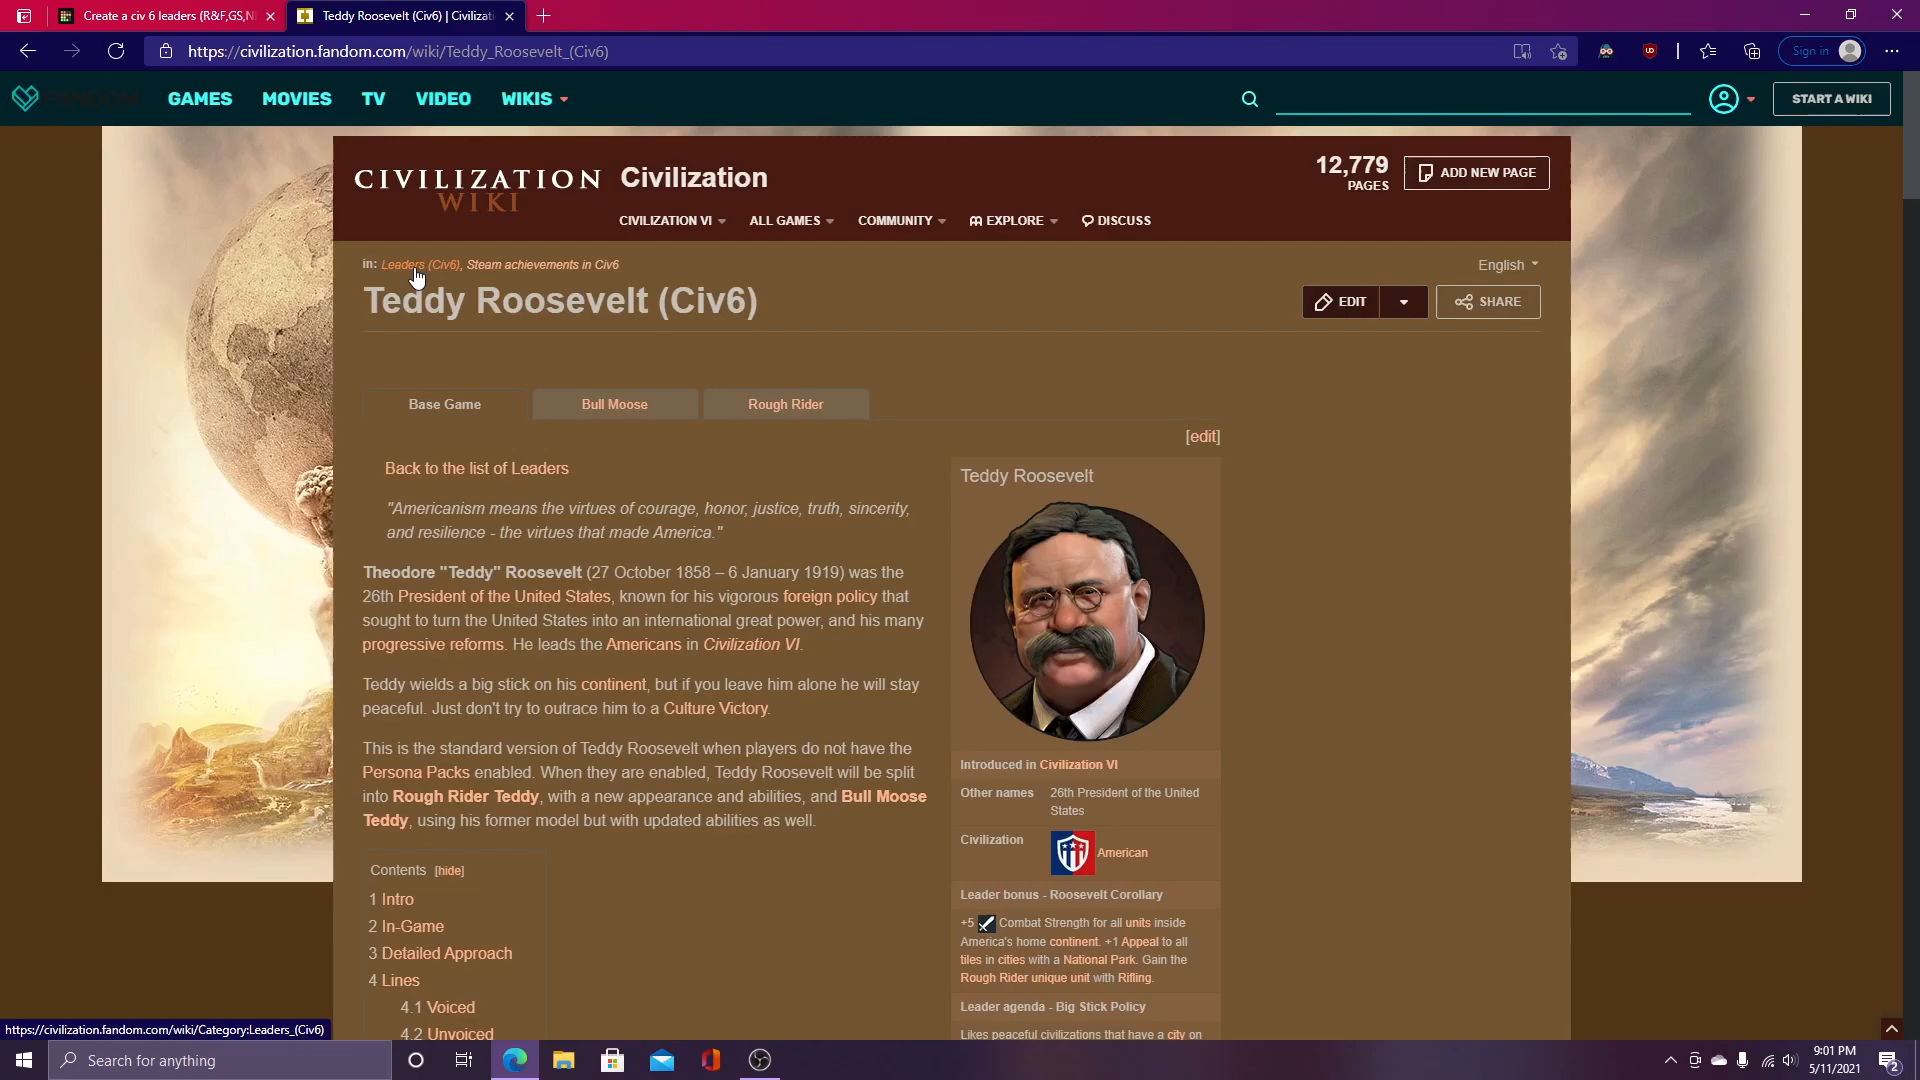 Create a civ 6 leaders (R&F,GS,N
Teddy Roosevelt (Civ6) | Civiliza
https://civilization.fandom.com/wiki/Teddy_Roosevelt_(Civ6)
Sign in
GAMES MOVIES TV VIDEO WIKIS
START A WIKI
CIVILIZATION
WIKI
Civilization
12,779
PAGES
ADD NEW PAGE
CIVILIZATION VI ALL GAMES COMMUNITY EXPLORE DISCUSS
in: Leaders (Civ6), Steam achievements in Civ6
English
Teddy Roosevelt (Civ6)
EDIT
SHARE
Base Game Bull Moose Rough Rider
[edit]
Back to the list of Leaders
"Americanism means the virtues of courage, honor, justice, truth, sincerity,
and resilience - the virtues that made America."
Theodore "Teddy" Roosevelt (27 October 1858 – 6 January 1919) was the
26th President of the United States, known for his vigorous foreign policy that
sought to turn the United States into an international great power, and his many
progressive reforms. He leads the Americans in Civilization VI.
Teddy wields a big stick on his continent, but if you leave him alone he will stay
peaceful. Just don't try to outrace him to a Culture Victory.
This is the standard version of Teddy Roosevelt when players do not have the
Persona Packs enabled. When they are enabled, Teddy Roosevelt will be split
into Rough Rider Teddy, with a new appearance and abilities, and Bull Moose
Teddy, using his former model but with updated abilities as well.
Contents [hide]
1 Intro
2 In-Game
3 Detailed Approach
4 Lines
4.1 Voiced
4.2 Unvoiced
Teddy Roosevelt
Introduced in Civilization VI
Other names 26th President of the United
States
Civilization American
Leader bonus - Roosevelt Corollary
+5 Combat Strength for all units inside
America's home continent. +1 Appeal to all
tiles in cities with a National Park. Gain the
Rough Rider unique unit with Rifling.
Leader agenda - Big Stick Policy
Likes peaceful civilizations that have a city on
https://civilization.fandom.com/wiki/Category:Leaders_(Civ6)
Search for anything
9:01 PM
5/11/2021
2